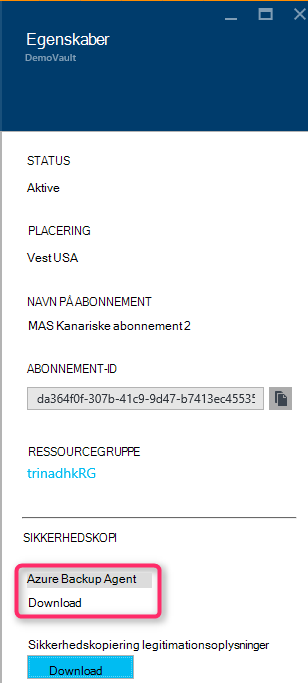 Egenskaber
DemoVault
STATUS
Aktive
PLACERING
Vest USA
NAVN PÅ ABONNEMENT
MAS Kanariske abonnement 2
ABONNEMENT-ID
da364f0f-307b-41c9-9d47-b7413ec45535
RESSOURCEGRUPPE
trinadhkRG
SIKKERHEDSKOPI
Azure Backup Agent
Download
Sikkerhedskopiering legitimationsoplysninger
Download